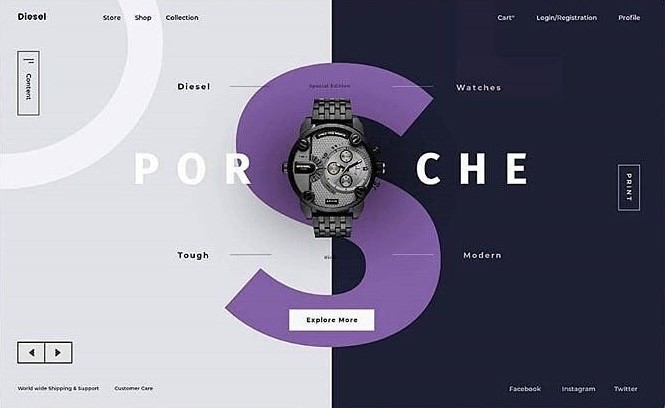 Diesel Store Shop Collection Cart Login/Registration Profile
Content
Diesel Special Edition Watches
POR S CHE
PRINT
Tough Modern
Explore More
World wide Shipping & Support Customer Care Facebook Instagram Twitter